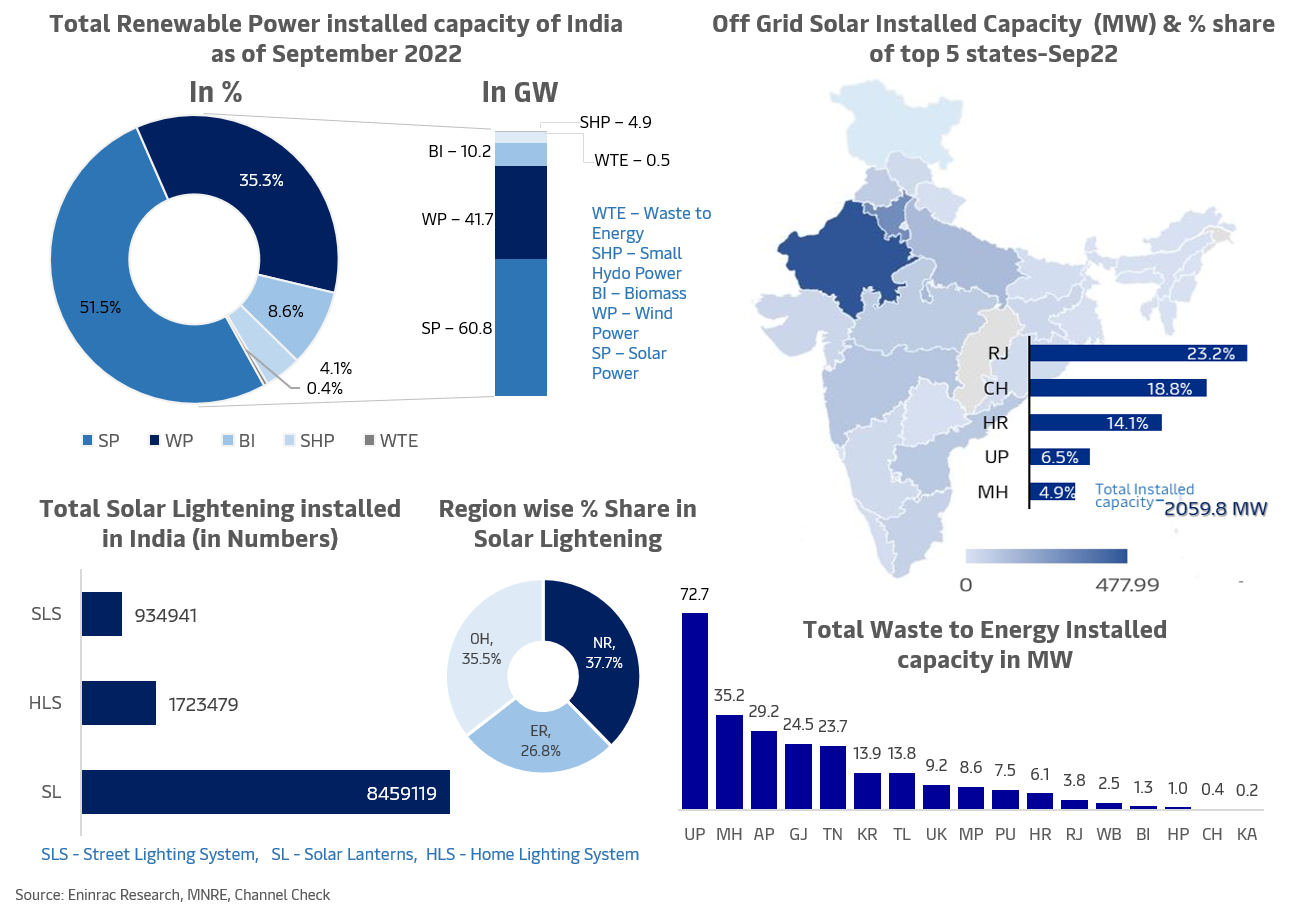 Total Renewable Power installed capacity of India
as of September 2022
In %
In GW
35.3%
51.5%
8.6%
4.1%
0.4%
SHP – 4.9
BI – 10.2
WTE – 0.5
WP – 41.7
SP – 60.8
WTE – Waste to
Energy
SHP – Small
Hydo Power
BI – Biomass
WP – Wind
Power
SP – Solar
Power
SP
WP
BI
SHP
WTE
Off Grid Solar Installed Capacity (MW) & % share
of top 5 states-Sep22
RJ 23.2%
CH 18.8%
HR 14.1%
UP 6.5%
MH 4.9%
Total Installed
capacity–
2059.8 MW
0 477.99
Total Solar Lightening installed
in India (in Numbers)
SLS 934941
HLS 1723479
SL 8459119
SLS - Street Lighting System, SL - Solar Lanterns, HLS - Home Lighting System
Region wise % Share in
Solar Lightening
OH,
35.5%
NR,
37.7%
ER,
26.8%
Total Waste to Energy Installed
capacity in MW
72.7 35.2 29.2 24.5 23.7 13.9 13.8 9.2 8.6 7.5 6.1 3.8 2.5 1.3 1.0 0.4 0.2
UP MH AP GJ TN KR TL UK MP PU HR RJ WB BI HP CH KA
Source: Eninrac Research, MNRE, Channel Check